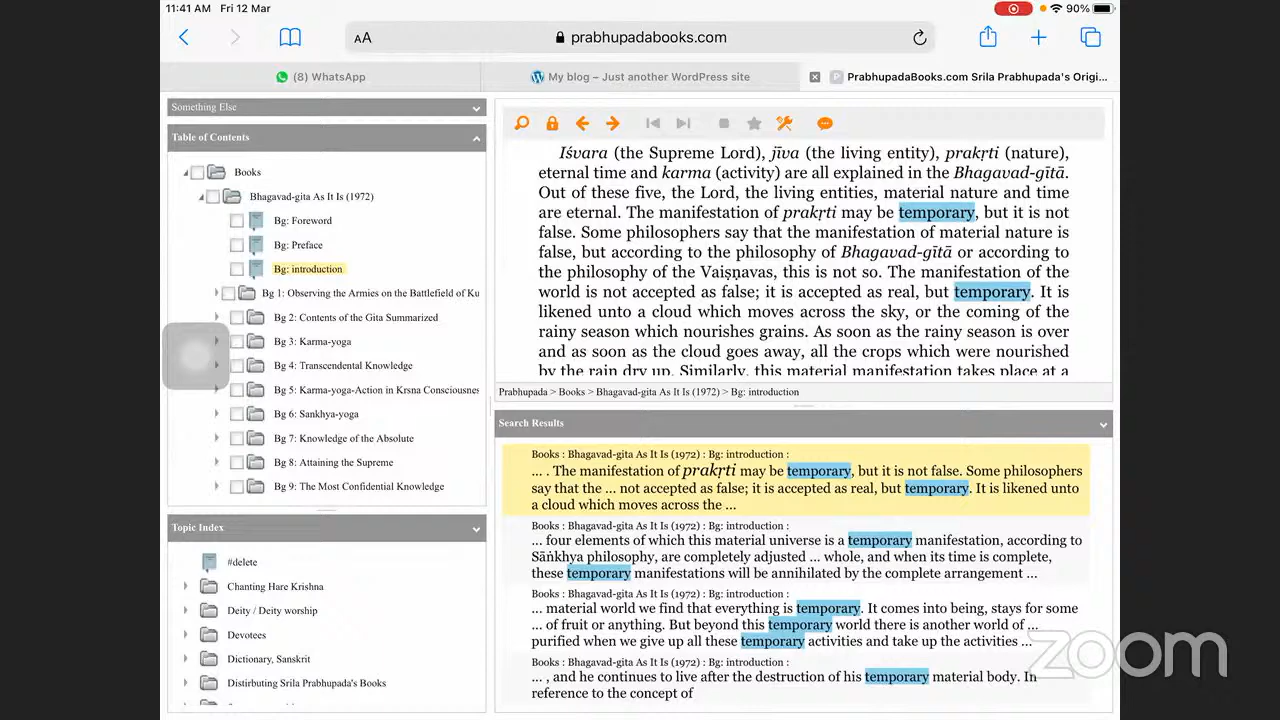 11:41 AM Fri 12 Mar
90%
AA prabhupadabooks.com
(8) WhatsApp
My blog – Just another WordPress site
PrabhupadaBooks.com Srila Prabhupada's Origi...
Something Else
Table of Contents
Books
Bhagavad-gita As It Is (1972)
Bg: Foreword
Bg: Preface
Bg: introduction
Bg 1: Observing the Armies on the Battlefield of Ku
Bg 2: Contents of the Gita Summarized
Bg 3: Karma-yoga
Bg 4: Transcendental Knowledge
Bg 5: Karma-yoga-Action in Krsna Consciousnes
Bg 6: Sankhya-yoga
Bg 7: Knowledge of the Absolute
Bg 8: Attaining the Supreme
Bg 9: The Most Confidential Knowledge
Topic Index
#delete
Chanting Hare Krishna
Deity / Deity worship
Devotees
Dictionary, Sanskrit
Distirbuting Srila Prabhupada's Books
Iśvara (the Supreme Lord), jīva (the living entity), prakṛti (nature),
eternal time and karma (activity) are all explained in the Bhagavad-gītā.
Out of these five, the Lord, the living entities, material nature and time
are eternal. The manifestation of prakṛti may be temporary, but it is not
false. Some philosophers say that the manifestation of material nature is
false, but according to the philosophy of Bhagavad-gītā or according to
the philosophy of the Vaiṣṇavas, this is not so. The manifestation of the
world is not accepted as false; it is accepted as real, but temporary. It is
likened unto a cloud which moves across the sky, or the coming of the
rainy season which nourishes grains. As soon as the rainy season is over
and as soon as the cloud goes away, all the crops which were nourished
by the rain dry up. Similarly, this material manifestation takes place at a
Prabhupada > Books > Bhagavad-gita As It Is (1972) > Bg: introduction
Search Results
Books : Bhagavad-gita As It Is (1972) : Bg: introduction :
... . The manifestation of prakṛti may be temporary, but it is not false. Some philosophers
say that the ... not accepted as false; it is accepted as real, but temporary. It is likened unto
a cloud which moves across the ...
Books : Bhagavad-gita As It Is (1972) : Bg: introduction :
... four elements of which this material universe is a temporary manifestation, according to
Sāṅkhya philosophy, are completely adjusted ... whole, and when its time is complete,
these temporary manifestations will be annihilated by the complete arrangement ...
Books : Bhagavad-gita As It Is (1972) : Bg: introduction :
... material world we find that everything is temporary. It comes into being, stays for some
... of fruit or anything. But beyond this temporary world there is another world of ...
purified when we give up all these temporary activities and take up the activities ...
Books : Bhagavad-gita As It Is (1972) : Bg: introduction :
... , and he continues to live after the destruction of his temporary material body. In
reference to the concept of
zoom